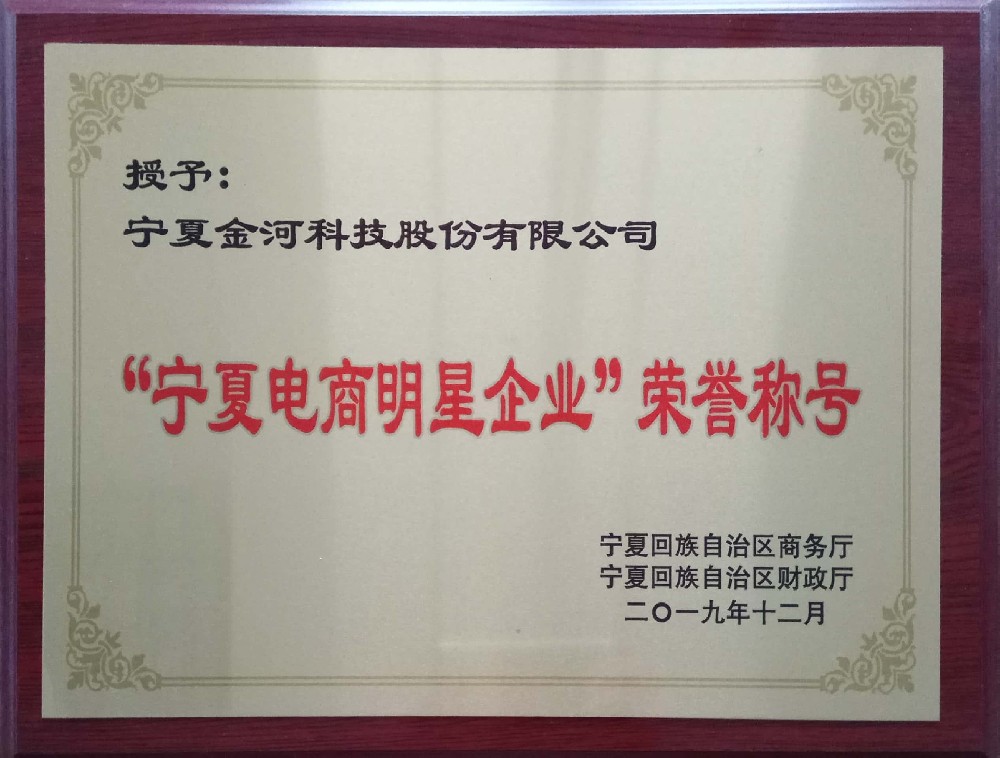 授予：
宁夏金河科技股份有限公司
“宁夏电商明星企业”荣誉称号
宁夏回族自治区商务厅
宁夏回族自治区财政厅
二〇一九年十二月